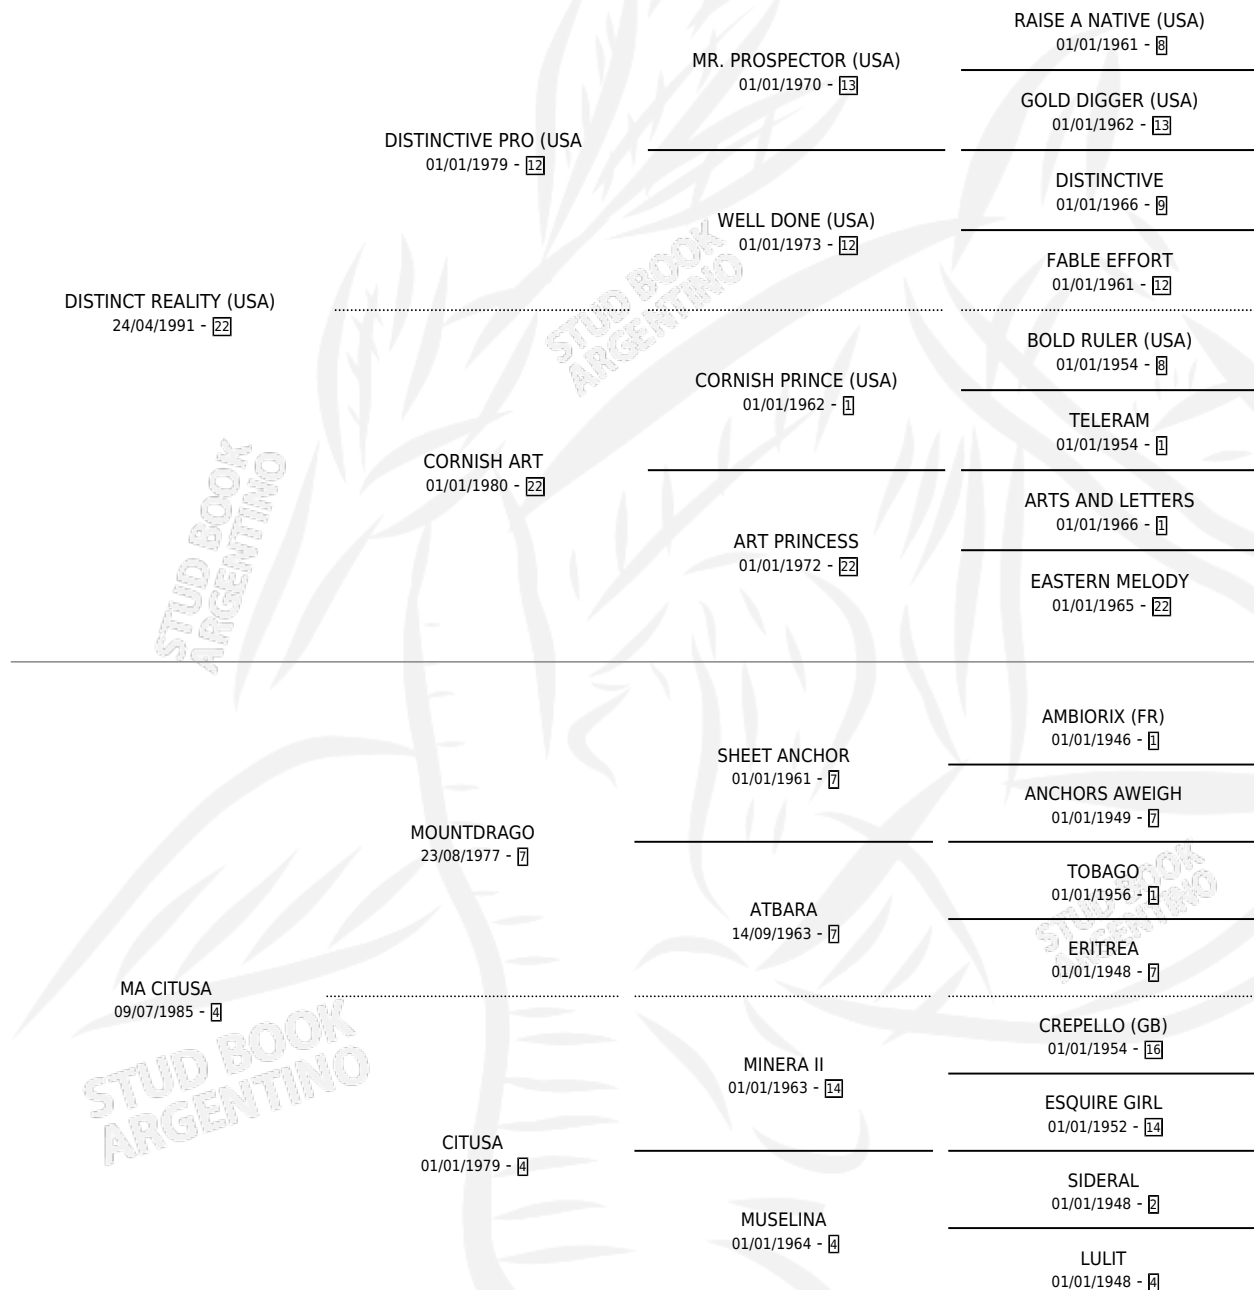 RAISE A NATIVE (USA)
01/01/1961 - 8
MR. PROSPECTOR (USA)
01/01/1970 - 13
GOLD DIGGER (USA)
01/01/1962 - 13
DISTINCTIVE PRO (USA
01/01/1979 - 12
DISTINCTIVE
01/01/1966 - 9
WELL DONE (USA)
01/01/1973 - 12
FABLE EFFORT
01/01/1961 - 12
DISTINCT REALITY (USA)
24/04/1991 - 22
BOLD RULER (USA)
01/01/1954 - 8
CORNISH PRINCE (USA)
01/01/1962 - 1
TELERAM
01/01/1954 - 1
CORNISH ART
01/01/1980 - 22
ARTS AND LETTERS
01/01/1966 - 1
ART PRINCESS
01/01/1972 - 22
EASTERN MELODY
01/01/1965 - 22
AMBIORIX (FR)
01/01/1946 - 1
SHEET ANCHOR
01/01/1961 - 7
ANCHORS AWEIGH
01/01/1949 - 7
MOUNTDRAGO
23/08/1977 - 7
TOBAGO
01/01/1956 - 1
ATBARA
14/09/1963 - 7
ERITREA
01/01/1948 - 7
MA CITUSA
09/07/1985 - 4
CREPELLO (GB)
01/01/1954 - 16
MINERA II
01/01/1963 - 14
ESQUIRE GIRL
01/01/1952 - 14
CITUSA
01/01/1979 - 4
SIDERAL
01/01/1948 - 2
MUSELINA
01/01/1964 - 4
LULIT
01/01/1948 - 4
STUD BOOK
ARGENTINO
STUD BOOK
ARGENTINO
STUD BOOK
ARGENTINO
STUD BOOK
ARGENTINO